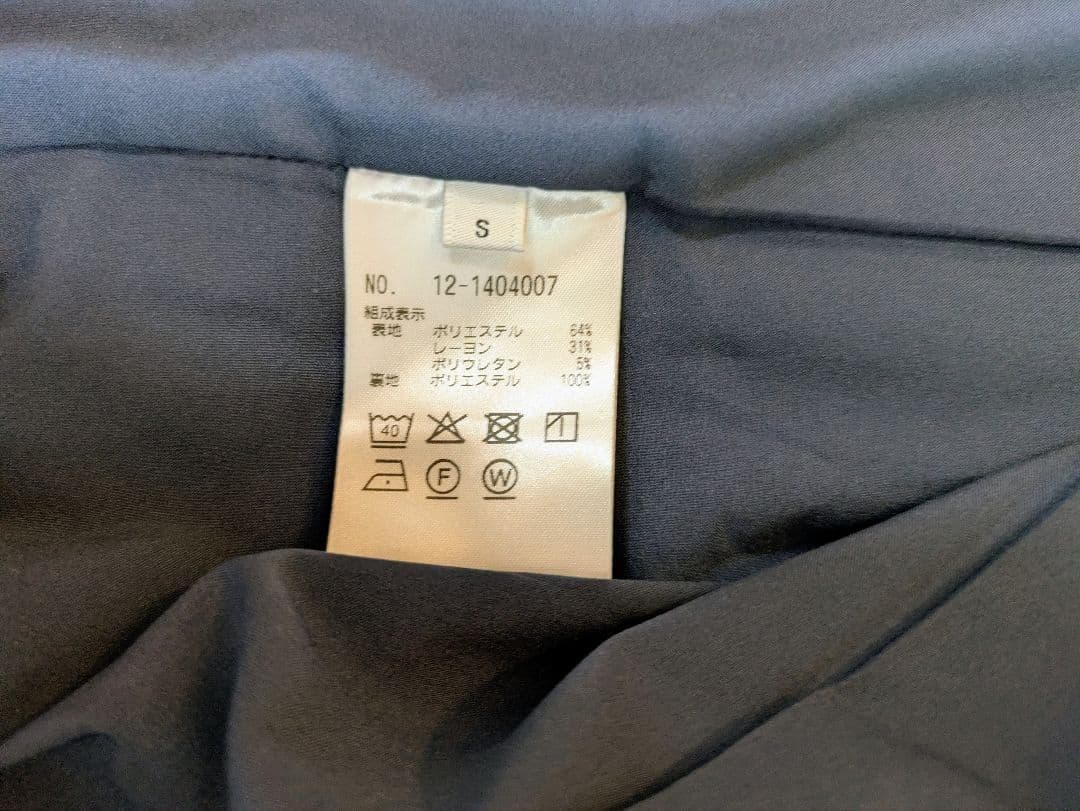 S
NO. 12-1404007
組成表示
表地 ポリエステル 64%
レーヨン 31%
ポリウレタン 5%
裏地 ポリエステル 100%
40
F W